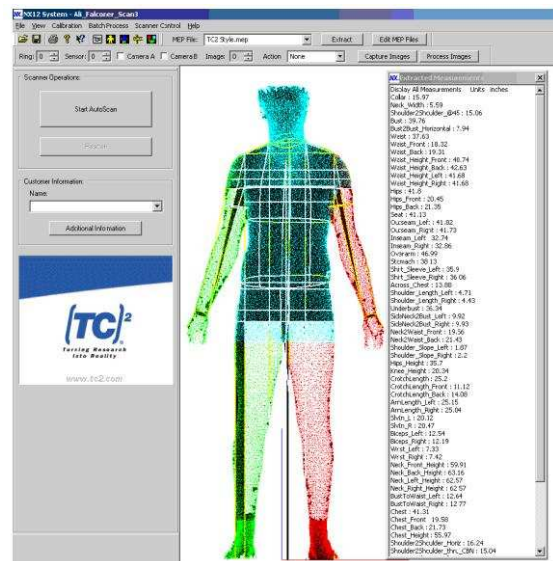 NX12 System - Ali_Falconer_Scan3
File View Calibration Batch Process Scanner Control Help
MEP File: TC2 Style.mep Extract Edit MEP Files
Ring: 0 Sensor: 0 Camera A Camera B Image: 0 Action None Capture Images Process Images
Scanner Operations:
Start AutoScan
Customer Information:
Name:
Additional Information
[TC]²
Turning Research
Into Reality
www.tc2.com
Extracted Measurements
Display All Measurements Units inches
Collar : 15.97
Neck_Width : 5.59
Shoulder2Shoulder_@45 : 15.06
Bust : 39.76
Bust2Bust_Horizontal : 7.94
Waist : 37.63
Waist_Front : 18.32
Waist_Back : 19.31
Waist_Height_Front : 40.74
Waist_Height_Back : 42.63
Waist_Height_Left : 41.68
Waist_Height_Right : 41.68
Hips : 41.8
Hips_Front : 20.45
Hips_Back : 21.35
Seat : 41.13
Outseam_Left : 41.82
Outseam_Right : 41.73
Inseam_Left 32.74
Inseam_Right : 32.86
Overarm : 46.99
Stomach : 38.13
Shirt_Sleeve_Left : 35.9
Shirt_Sleeve_Right : 36.06
Across_Chest : 13.88
Shoulder_Length_Left : 4.71
Shoulder_Length_Right : 4.43
Underbust : 36.34
SideNeck2Bust_Left : 9.92
SideNeck2Bust_Right : 9.93
Neck2Waist_Front : 19.56
Neck2Waist_Back : 21.43
Shoulder_Slope_Left : 1.87
Shoulder_Slope_Right : 2.2
Hips_Height : 35.7
Knee_Height : 20.34
CrotchLength : 25.2
CrotchLength_Front : 11.12
CrotchLength_Back : 14.08
ArmLength_Left : 25.15
ArmLength_Right : 25.04
SlvIn_L : 20.12
SlvIn_R : 20.47
Biceps_Left : 12.54
Biceps_Right : 12.19
Wrst_Left : 7.33
Wrst_Right : 7.42
Neck_Front_Height : 59.91
Neck_Back_Height : 63.16
Neck_Left_Height : 62.57
Neck_Right_Height : 62.57
BustToWaist_Left : 12.64
BustToWaist_Right : 12.77
Chest : 41.31
Chest_Front : 19.58
Chest_Back : 21.73
Chest_Height : 55.97
Shoulder2Shoulder_Horiz : 16.24
Shoulder2Shoulder_thru_CBN : 15.04